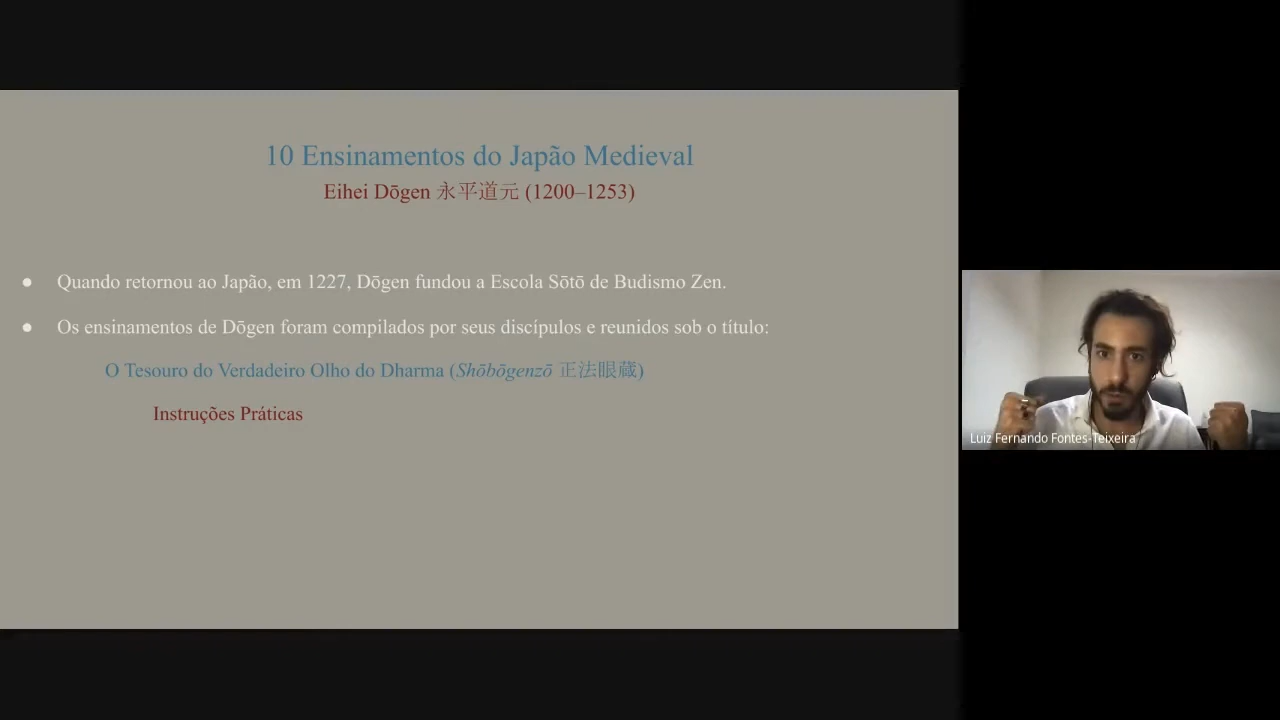 10 Ensinamentos do Japão Medieval
Eihei Dōgen 永平道元 (1200–1253)
● Quando retornou ao Japão, em 1227, Dōgen fundou a Escola Sōtō de Budismo Zen.
● Os ensinamentos de Dōgen foram compilados por seus discípulos e reunidos sob o título:
O Tesouro do Verdadeiro Olho do Dharma (Shōbōgenzō 正法眼蔵)
Instruções Práticas
Luiz Fernando Fontes-Teixeira